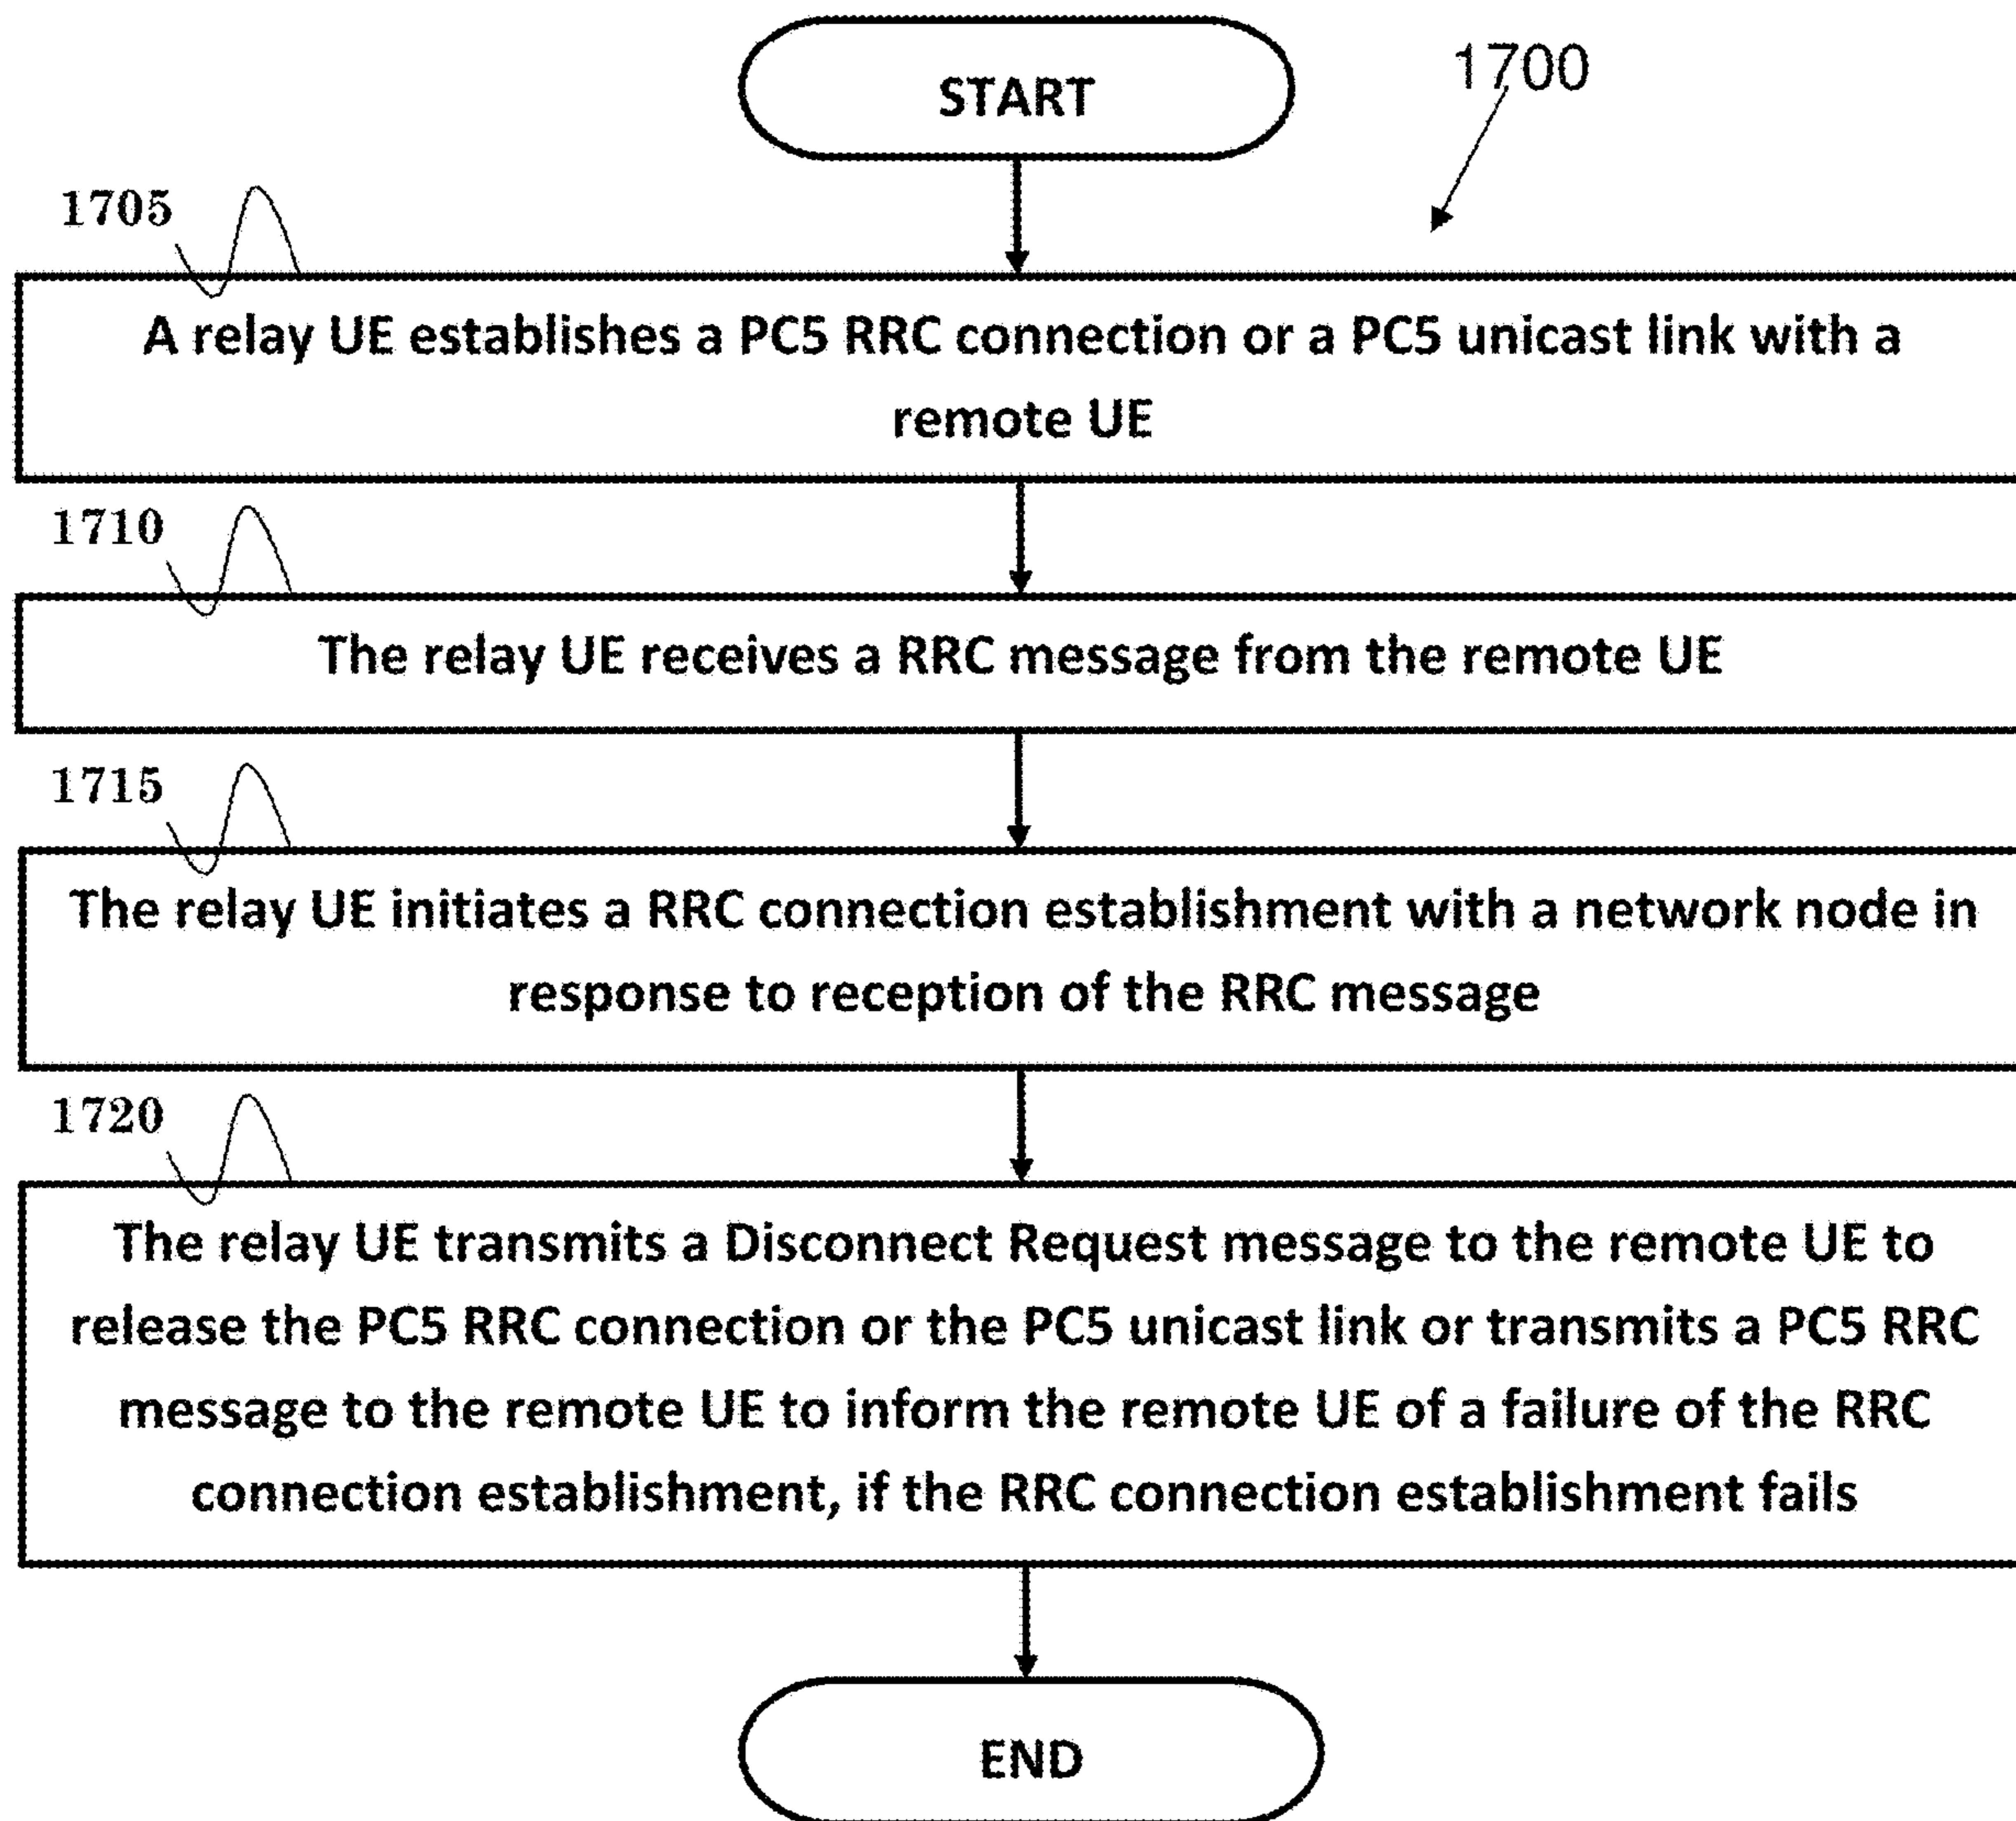 START
1700
1705
A relay UE establishes a PC5 RRC connection or a PC5 unicast link with a
remote UE
1710
The relay UE receives a RRC message from the remote UE
1715
The relay UE initiates a RRC connection establishment with a network node in
response to reception of the RRC message
1720
The relay UE transmits a Disconnect Request message to the remote UE to
release the PC5 RRC connection or the PC5 unicast link or transmits a PC5 RRC
message to the remote UE to inform the remote UE of a failure of the RRC
connection establishment, if the RRC connection establishment fails
END